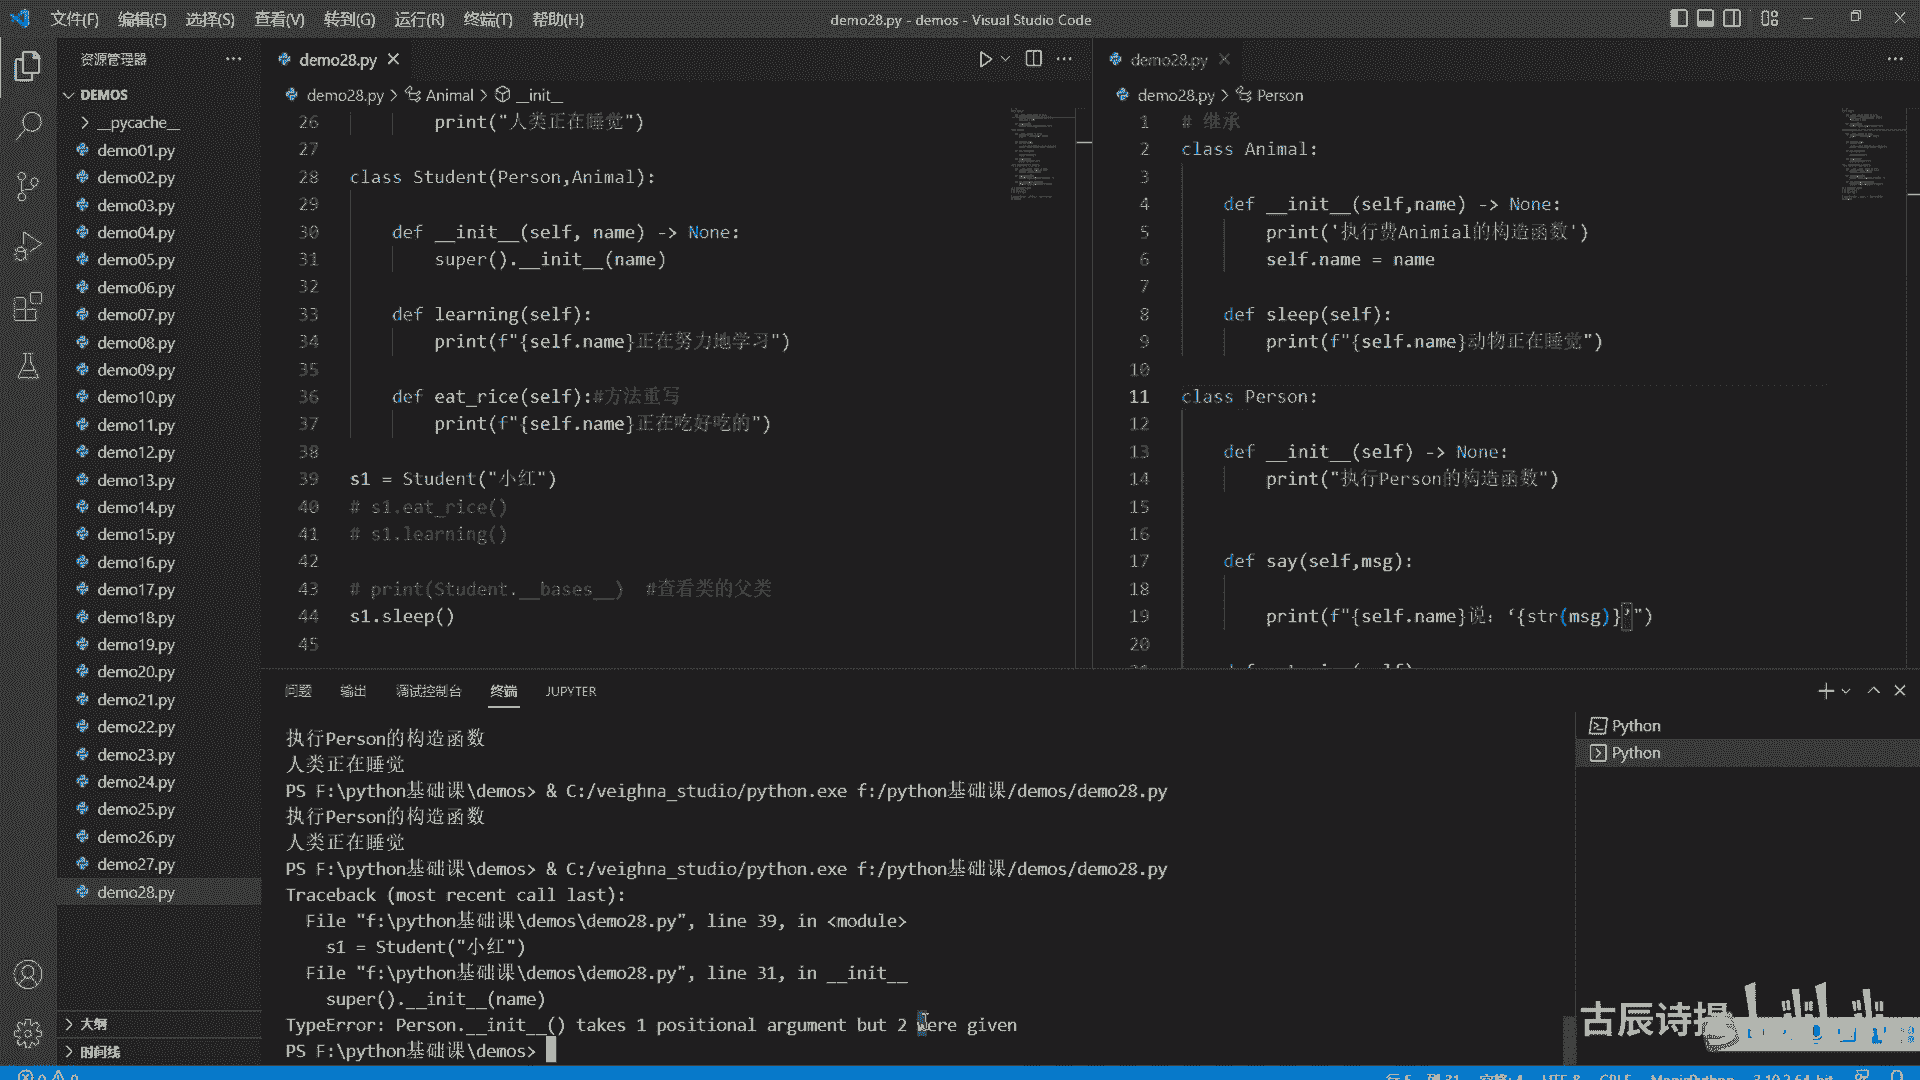 文件(F) 编辑(E) 选择(S) 查看(V) 转到(G) 运行(R) 终端(T) 帮助(H)
demo28.py - demos - Visual Studio Code
资源管理器
DEMOS
__pycache__
demo01.py
demo02.py
demo03.py
demo04.py
demo05.py
demo06.py
demo07.py
demo08.py
demo09.py
demo10.py
demo11.py
demo12.py
demo13.py
demo14.py
demo15.py
demo16.py
demo17.py
demo18.py
demo19.py
demo20.py
demo21.py
demo22.py
demo23.py
demo24.py
demo25.py
demo26.py
demo27.py
demo28.py
大纲
时间线
demo28.py
demo28.py > Animal > __init__
26 print("人类正在睡觉")
27
28 class Student(Person,Animal):
29
30 def __init__(self, name) -> None:
31 super().__init__(name)
32
33 def learning(self):
34 print(f"{self.name}正在努力地学习")
35
36 def eat_rice(self):#方法重写
37 print(f"{self.name}正在吃好吃的")
38
39 s1 = Student("小红")
40 # s1.eat_rice()
41 # s1.learning()
42
43 # print(Student.__bases__) #查看类的父类
44 s1.sleep()
45
demo28.py
demo28.py > Person
1 # 继承
2 class Animal:
3
4 def __init__(self,name) -> None:
5 print('执行费Animial的构造函数')
6 self.name = name
7
8 def sleep(self):
9 print(f"{self.name}动物正在睡觉")
10
11 class Person:
12
13 def __init__(self) -> None:
14 print("执行Person的构造函数")
15
16
17 def say(self,msg):
18
19 print(f"{self.name}说：‘{str(msg)}’")
20
问题 输出 调试控制台 终端 JUPYTER
执行Person的构造函数
人类正在睡觉
PS F:\python基础课\demos> & C:/veighna_studio/python.exe f:/python基础课/demos/demo28.py
执行Person的构造函数
人类正在睡觉
PS F:\python基础课\demos> & C:/veighna_studio/python.exe f:/python基础课/demos/demo28.py
Traceback (most recent call last):
File "f:\python基础课\demos\demo28.py", line 39, in <module>
s1 = Student("小红")
File "f:\python基础课\demos\demo28.py", line 31, in __init__
super().__init__(name)
TypeError: Person.__init__() takes 1 positional argument but 2 were given
PS F:\python基础课\demos>
Python
Python
古辰诗提